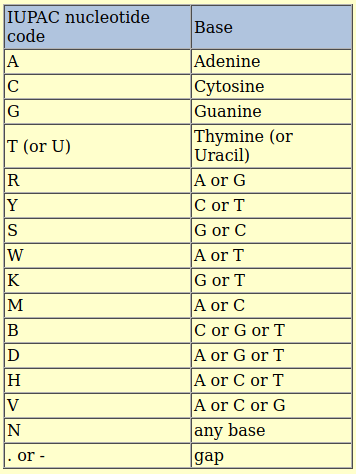 IUPAC nucleotide code Base
A Adenine
C Cytosine
G Guanine
T (or U) Thymine (or Uracil)
R A or G
Y C or T
S G or C
W A or T
K G or T
M A or C
B C or G or T
D A or G or T
H A or C or T
V A or C or G
N any base
. or - gap